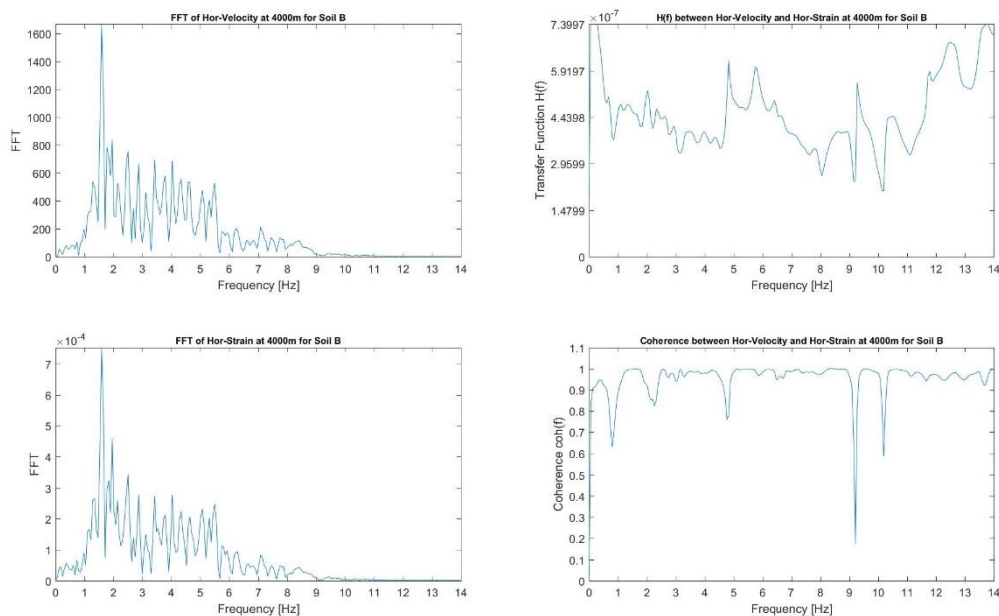 FFT of Hor-Velocity at 4000m for Soil B
1600
1400
1200
1000
800
600
400
200
0
FFT
0 1 2 3 4 5 6 7 8 9 10 11 12 13 14
Frequency [Hz]
×10⁻⁷
H(f) between Hor-Velocity and Hor-Strain at 4000m for Soil B
7.3997
5.9197
4.4398
2.9599
1.4799
Transfer Function H(f)
0 1 2 3 4 5 6 7 8 9 10 11 12 13 14
Frequency [Hz]
×10⁻⁴
FFT of Hor-Strain at 4000m for Soil B
7
6
5
4
3
2
1
0
FFT
0 1 2 3 4 5 6 7 8 9 10 11 12 13 14
Frequency [Hz]
Coherence between Hor-Velocity and Hor-Strain at 4000m for Soil B
1.1
1
0.9
0.8
0.7
0.6
0.5
0.4
0.3
0.2
0.1
0
Coherence coh(f)
0 1 2 3 4 5 6 7 8 9 10 11 12 13 14
Frequency [Hz]